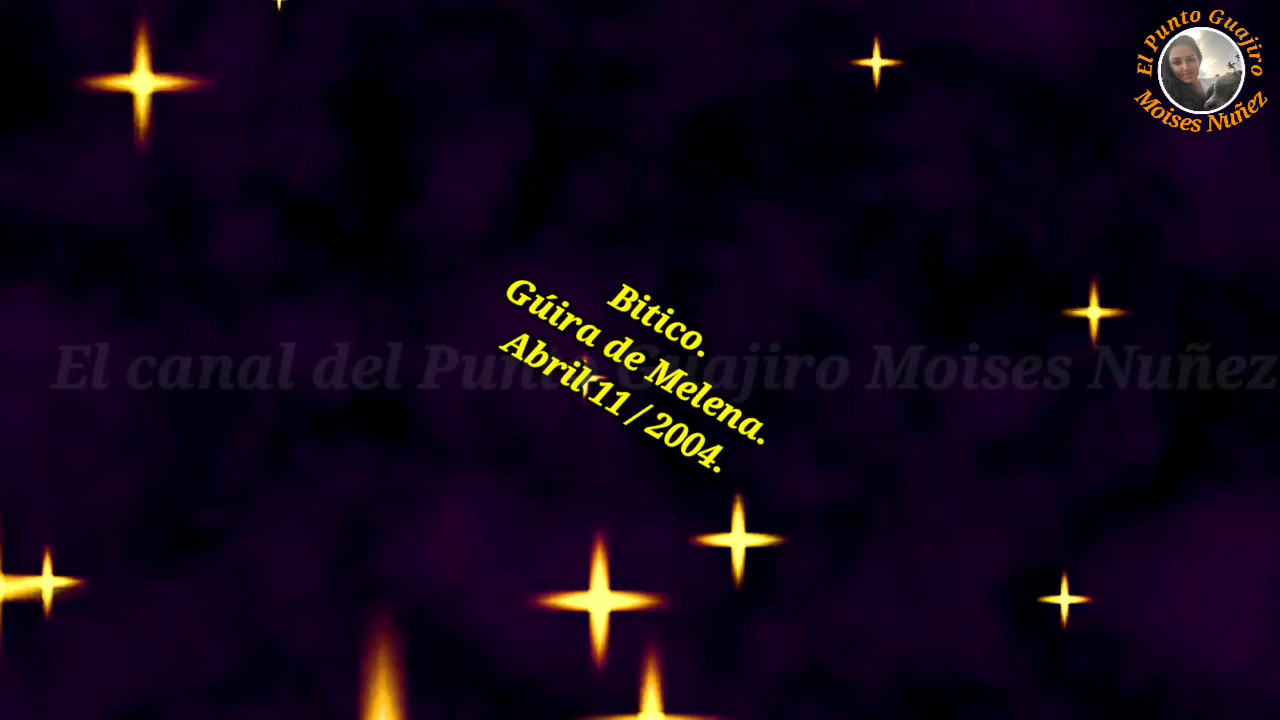 El Punto Guajiro
Moises Nuñez
Bitico.
Gúira de Melena.
Abril(11/2004.
El canal del Punto Guajiro Moises Nuñez